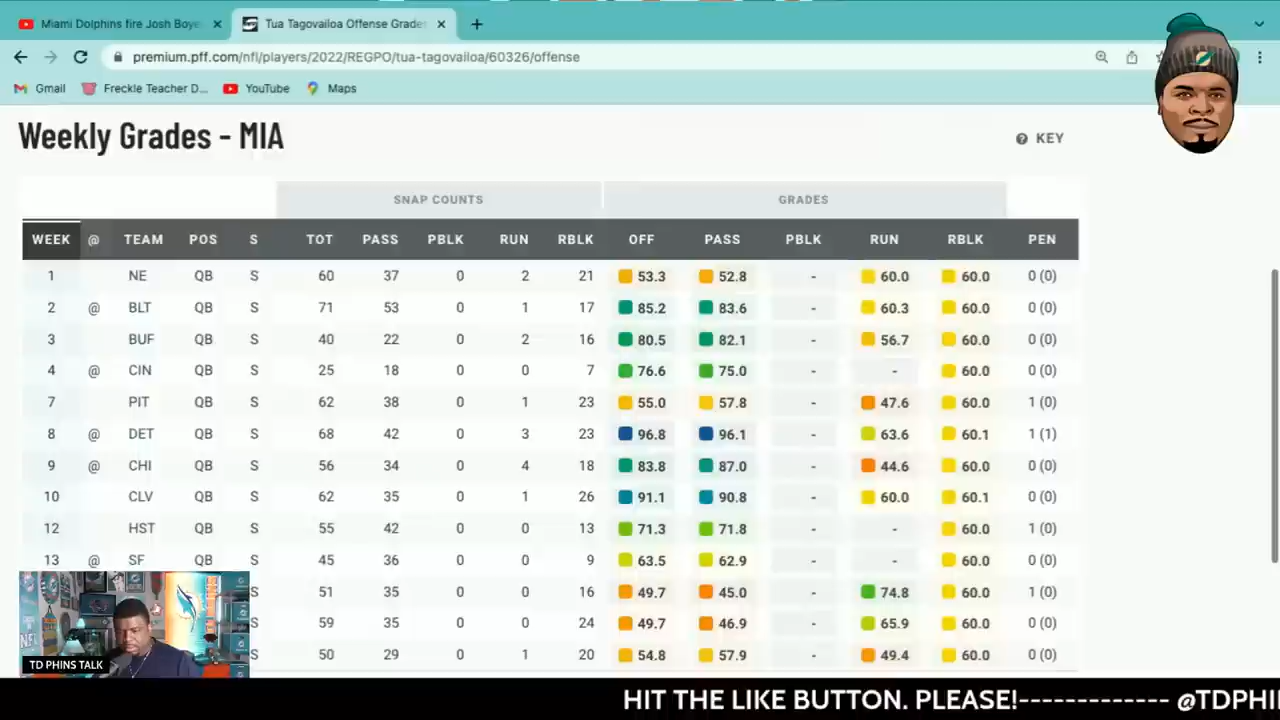 Miami Dolphins fire Josh Boye
Tua Tagovailoa Offense Grades
premium.pff.com/nfl/players/2022/REGPO/tua-tagovailoa/60326/offense
Gmail Freckle Teacher D... YouTube Maps
Weekly Grades - MIA
KEY
SNAP COUNTS GRADES
WEEK @ TEAM POS S TOT PASS PBLK RUN RBLK OFF PASS PBLK RUN RBLK PEN
1 NE QB S 60 37 0 2 21 53.3 52.8 - 60.0 60.0 0 (0)
2 @ BLT QB S 71 53 0 1 17 85.2 83.6 - 60.3 60.0 0 (0)
3 BUF QB S 40 22 0 2 16 80.5 82.1 - 56.7 60.0 0 (0)
4 @ CIN QB S 25 18 0 0 7 76.6 75.0 - - 60.0 0 (0)
7 PIT QB S 62 38 0 1 23 55.0 57.8 - 47.6 60.0 1 (0)
8 @ DET QB S 68 42 0 3 23 96.8 96.1 - 63.6 60.1 1 (1)
9 @ CHI QB S 56 34 0 4 18 83.8 87.0 - 44.6 60.0 0 (0)
10 CLV QB S 62 35 0 1 26 91.1 90.8 - 60.0 60.1 0 (0)
12 HST QB S 55 42 0 0 13 71.3 71.8 - - 60.0 1 (0)
13 @ SF QB S 45 36 0 0 9 63.5 62.9 - - 60.0 0 (0)
S 51 35 0 0 16 49.7 45.0 - 74.8 60.0 1 (0)
S 59 35 0 0 24 49.7 46.9 - 65.9 60.0 0 (0)
S 50 29 0 1 20 54.8 57.9 - 49.4 60.0 0 (0)
TD PHINS TALK
HIT THE LIKE BUTTON. PLEASE!------------- @TDPHI